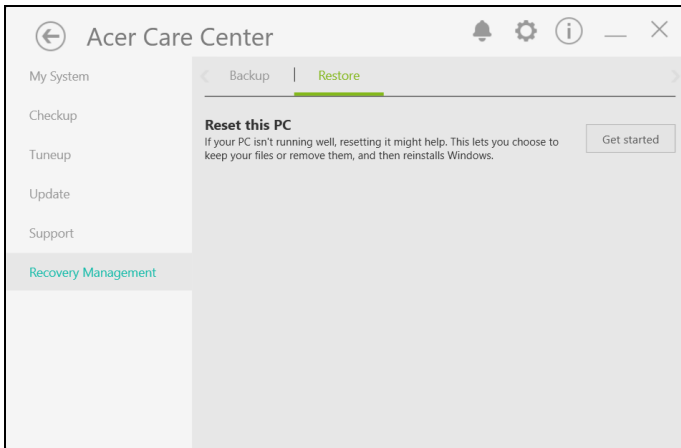 Acer Care Center
My System
Checkup
Tuneup
Update
Support
Recovery Management
Backup | Restore
Reset this PC
If your PC isn't running well, resetting it might help. This lets you choose to
keep your files or remove them, and then reinstalls Windows.
Get started